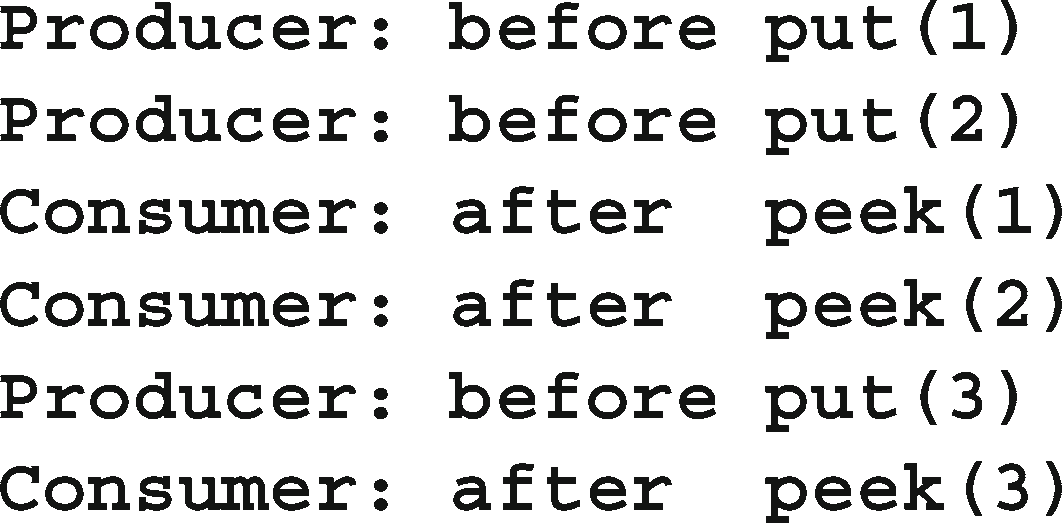 Producer: before put(1)
Producer: before put(2)
Consumer: after  peek(1)
Consumer: after  peek(2)
Producer: before put(3)
Consumer: after  peek(3)